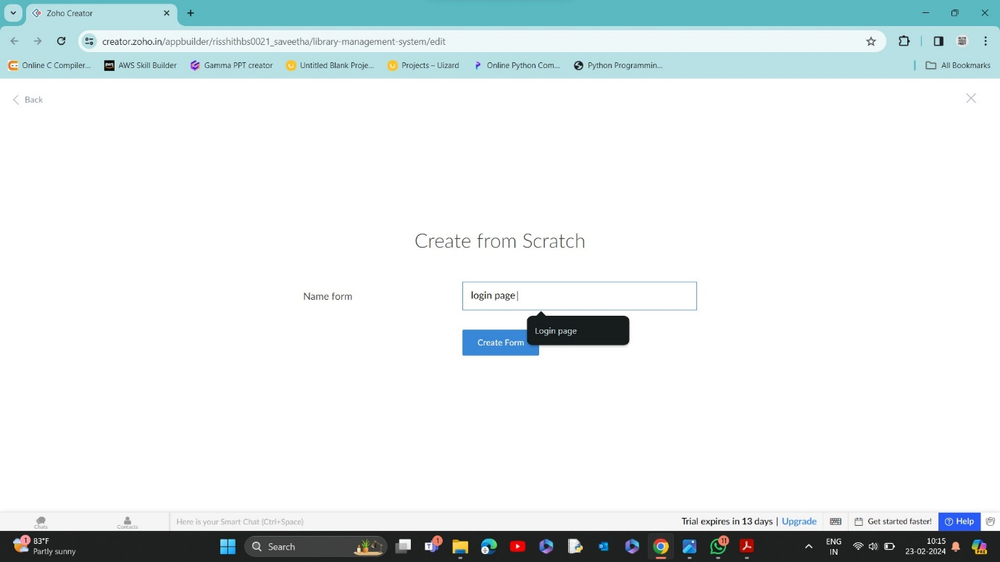 Zoho Creator
creator.zoho.in/appbuilder/risshithbs0021_saveetha/library-management-system/edit
Online C Compiler...
aws
AWS Skill Builder
Gamma PPT creator
Untitled Blank Proje...
Projects – Uizard
Online Python Com...
Python Programmin...
All Bookmarks
Back
Create from Scratch
Name form
login page
Login page
Create Form
Chats
Contacts
Here is your Smart Chat (Ctrl+Space)
Trial expires in 13 days | Upgrade
Get started faster!
Help
1
83°F
Partly sunny
Search
1
11
ENG
IN
10:15
23-02-2024
PRE